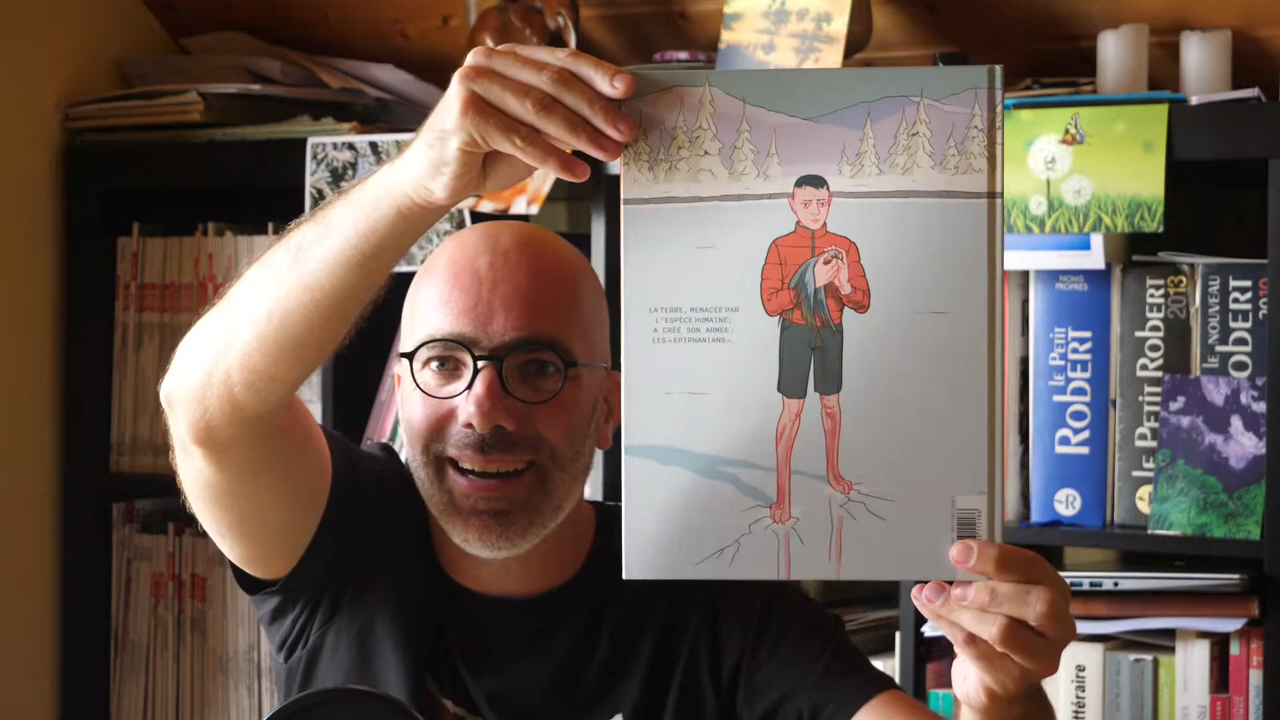 LA TERRE, MENACÉE PAR
L'ESPÈCE HUMAINE,
A CRÉÉ SON ARMÉE :
LES «EPIPHANIANS».
NOMS
PROPRES
le Petit
ROBERT
R
le PETIT ROBERT
2013
LE NOUVEAU
ROBERT
littéraire